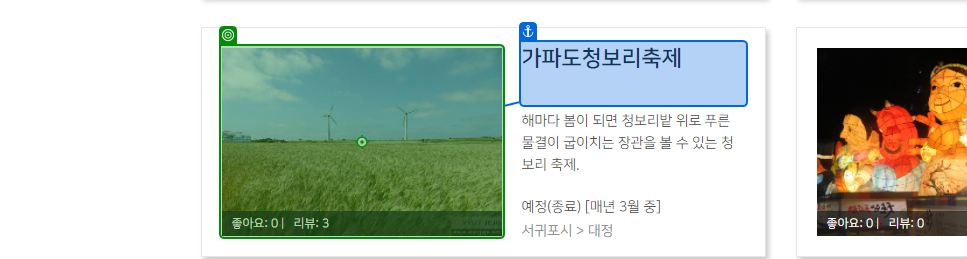 가파도청보리축제
해마다 봄이 되면 청보리밭 위로 푸른
물결이 굽이치는 장관을 볼 수 있는 청
보리 축제.
예정(종료) [매년 3월 중]
서귀포시 > 대정
좋아요: 0 | 리뷰: 3
좋아요: 0 | 리뷰: 0